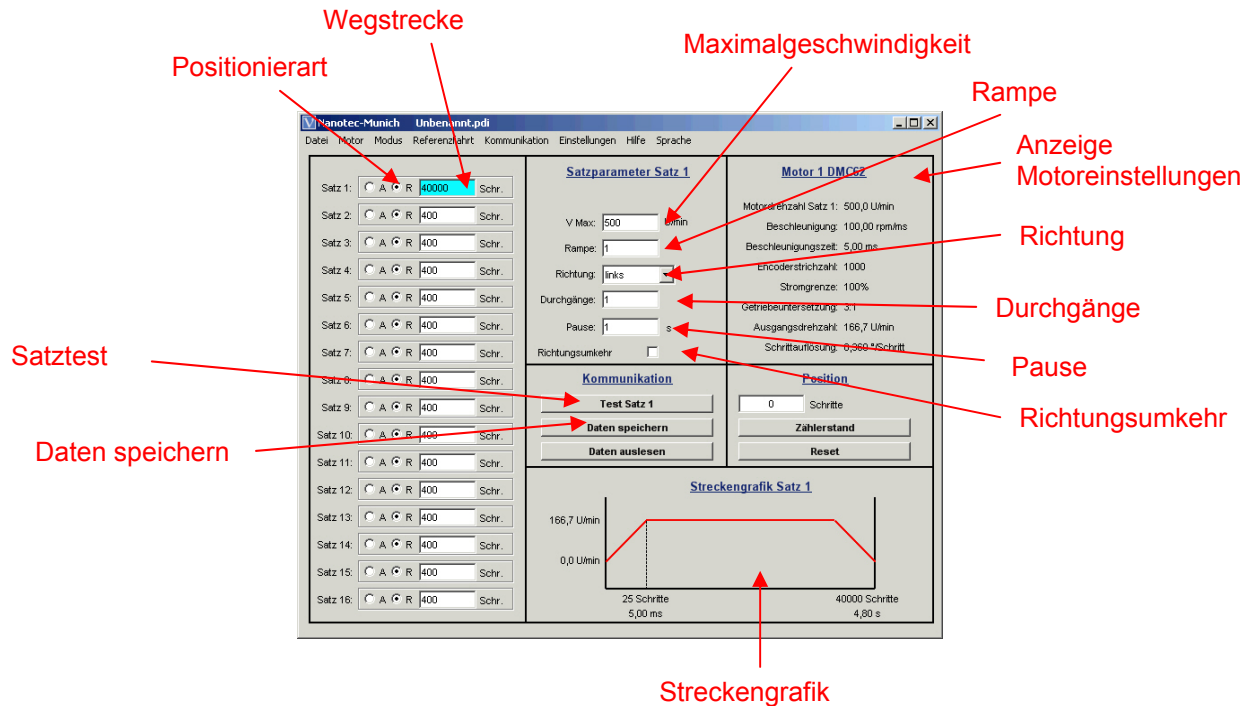 Wegstrecke
Maximalgeschwindigkeit
Positionierart
Rampe
Anzeige
Motoreinstellungen
Richtung
Durchgänge
Pause
Richtungsumkehr
Satztest
Daten speichern
Streckengrafik
Nanotec-Munich Unbenannt.pdi
Datei Motor Modus Referenzfahrt Kommunikation Einstellungen Hilfe Sprache
Satz 1: A R 40000 Schr.
Satz 2: A R 400 Schr.
Satz 3: A R 400 Schr.
Satz 4: A R 400 Schr.
Satz 5: A R 400 Schr.
Satz 6: A R 400 Schr.
Satz 7: A R 400 Schr.
Satz 8: A R 400 Schr.
Satz 9: A R 400 Schr.
Satz 10: A R 400 Schr.
Satz 11: A R 400 Schr.
Satz 12: A R 400 Schr.
Satz 13: A R 400 Schr.
Satz 14: A R 400 Schr.
Satz 15: A R 400 Schr.
Satz 16: A R 400 Schr.
Satzparameter Satz 1
V Max: 500 U/min
Rampe: 1
Richtung: links
Durchgänge: 1
Pause: 1 s
Richtungsumkehr
Motor 1 DMC62
Motordrehzahl Satz 1: 500,0 U/min
Beschleunigung: 100,00 rpm/ms
Beschleunigungszeit: 5,00 ms
Encoderstrichzahl: 1000
Stromgrenze: 100%
Getriebeuntersetzung: 3:1
Ausgangsdrehzahl: 166,7 U/min
Schrittauflösung: 0,360 °/Schritt
Kommunikation
Test Satz 1
Daten speichern
Daten auslesen
Position
0 Schritte
Zählerstand
Reset
Streckengrafik Satz 1
166,7 U/min
0,0 U/min
25 Schritte
5,00 ms
40000 Schritte
4,80 s